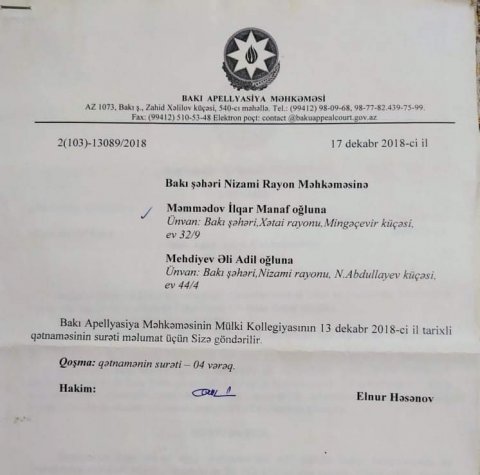 BAKI APELLYASİYA MƏHKƏMƏSİ
AZ 1073, Bakı ş., Zahid Xəlilov küçəsi, 540-cı məhəllə. Tel.: (99412) 98-09-68, 98-77-82.439-75-99.
Fax: (99412) 510-53-48 Elektron poçt: contact @bakuappealcourt.gov.az
2(103)-13089/2018 17 dekabr 2018-ci il
Bakı şəhəri Nizami Rayon Məhkəməsinə
Məmmədov İlqar Manaf oğluna
Ünvan: Bakı şəhəri,Xətai rayonu,Mingəçevir küçəsi,
ev 32/9
Mehdiyev Əli Adil oğluna
Ünvan: Bakı şəhəri,Nizami rayonu, N.Abdullayev küçəsi,
ev 44/4
Bakı Apellyasiya Məhkəməsinin Mülki Kollegiyasının 13 dekabr 2018-ci il tarixli
qətnaməsinin surəti məlumat üçün Sizə göndərilir.
Qoşma: qətnamənin surəti – 04 vərəq.
Hakim: Elnur Həsənov